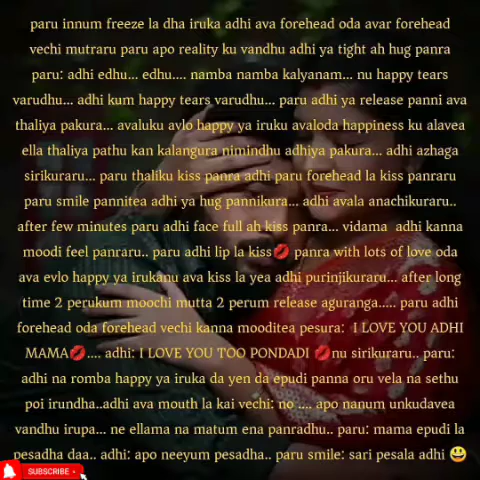 paru innum freeze la dha iruka adhi ava forehead oda avar forehead
vechi mutraru paru apo reality ku vandhu adhi ya tight ah hug panra
paru: adhi edhu... edhu.... namba namba kalyanam... nu happy tears
varudhu... adhi kum happy tears varudhu... paru adhi ya release panni ava
thaliya pakura... avaluku avlo happy ya iruku avaloda happiness ku alavea
ella thaliya pathu kan kalangura nimindhu adhiya pakura... adhi azhaga
sirikuraru... paru thaliku kiss panra adhi paru forehead la kiss panraru
paru smile pannitea adhi ya hug pannikura... adhi avala anachikuraru..
after few minutes paru adhi face full ah kiss panra... vidama adhi kanna
moodi feel panraru.. paru adhi lip la kiss💋 panra with lots of love oda
ava evlo happy ya irukanu ava kiss la yea adhi purinjikuraru... after long
time 2 perukum moochi mutta 2 perum release aguranga..... paru adhi
forehead oda forehead vechi kanna mooditea pesura: I LOVE YOU ADHI
MAMA💋...., adhi: I LOVE YOU TOO PONDADI 💋nu sirikuraru.. paru:
adhi na romba happy ya iruka da yen da epudi panna oru vela na sethu
poi irundha..adhi ava mouth la kai vechi: no .... apo nanum unkudavea
vandhu irupa... ne ellama na matum ena panradhu.. paru: mama epudi la
pesadha daa.. adhi: apo neeyum pesadha.. paru smile: sari pesala adhi 😃
SUBSCRIBE